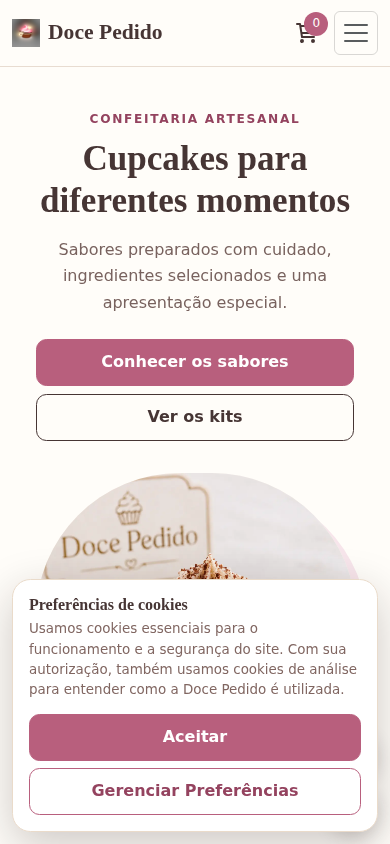 Doce Pedido
0
CONFEITARIA ARTESANAL
Cupcakes para
diferentes momentos
Sabores preparados com cuidado,
ingredientes selecionados e uma
apresentação especial.
Conhecer os sabores
Ver os kits
Doce Pedido
Preferências de cookies
Usamos cookies essenciais para o
funcionamento e a segurança do site. Com sua
autorização, também usamos cookies de análise
para entender como a Doce Pedido é utilizada.
Aceitar
Gerenciar Preferências